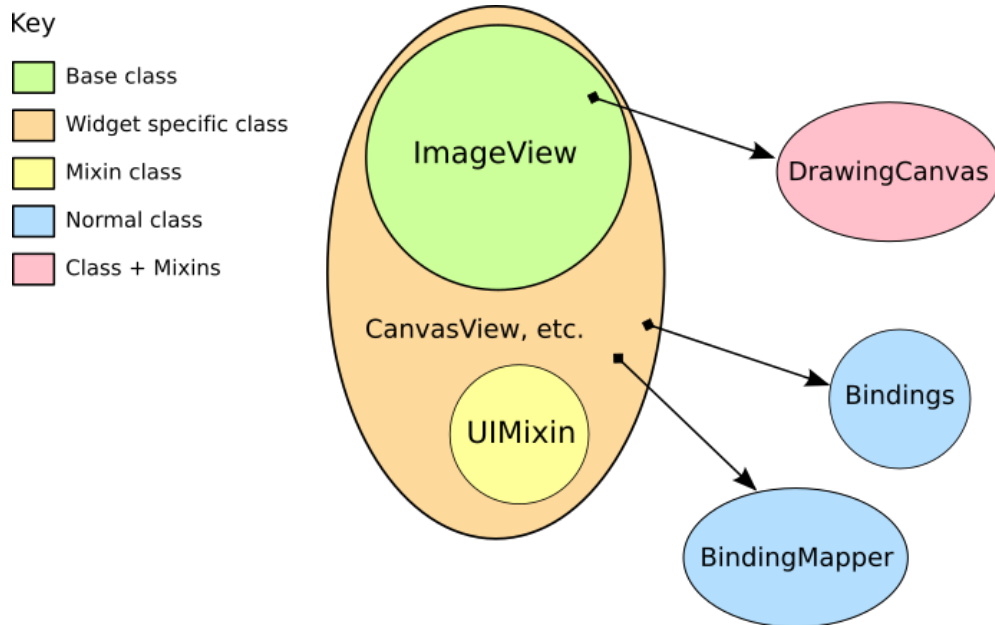 Key
Base class
Widget specific class
Mixin class
Normal class
Class + Mixins
ImageView
DrawingCanvas
CanvasView, etc.
Bindings
UIMixin
BindingMapper